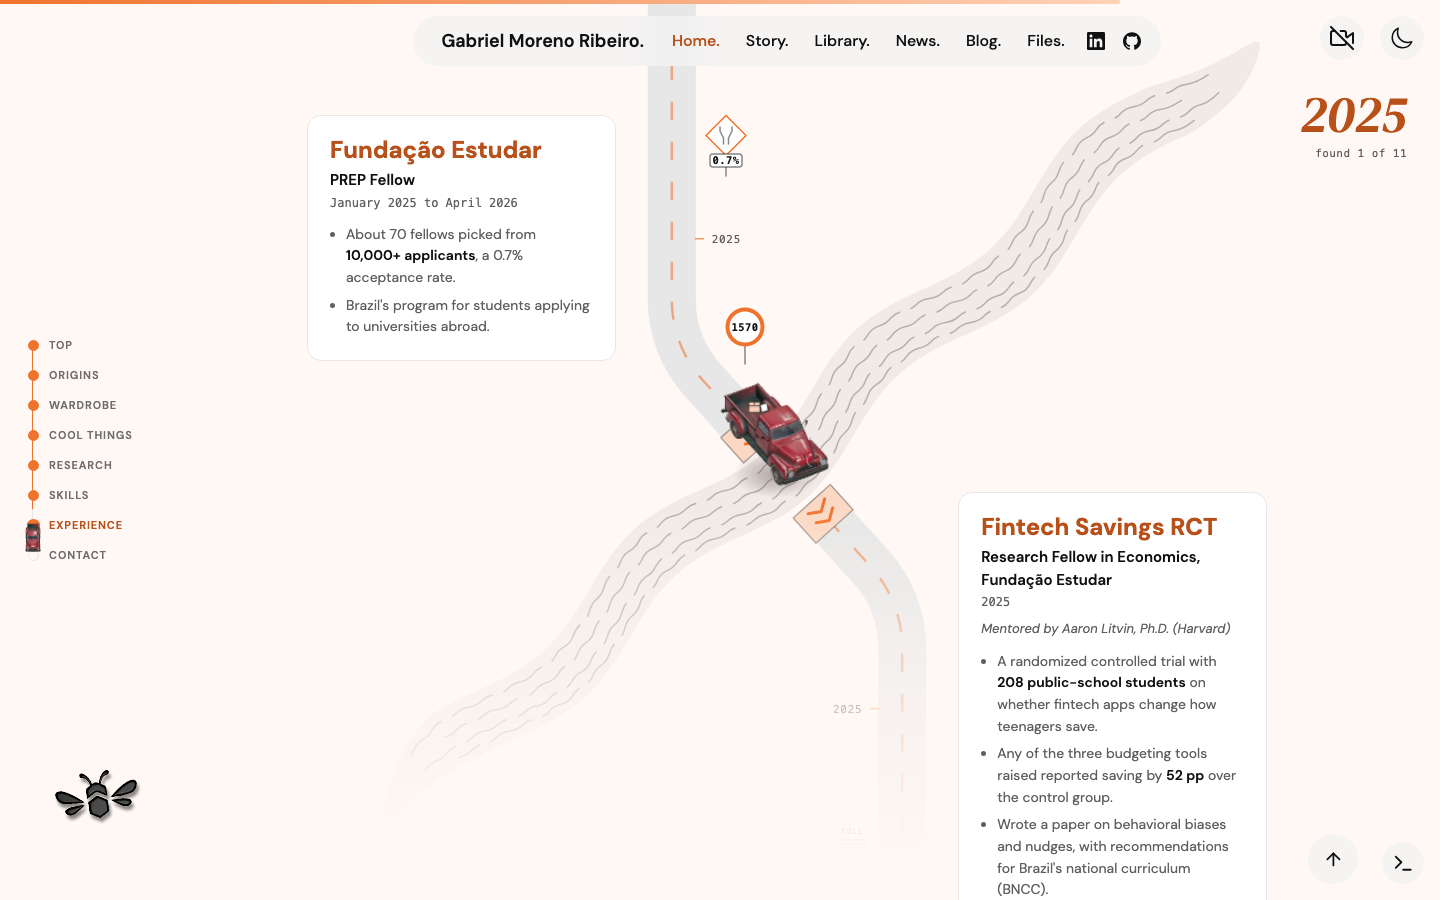 Gabriel Moreno Ribeiro.
Home.
Story.
Library.
News.
Blog.
Files.
2025
found 1 of 11
Fundação Estudar
PREP Fellow
January 2025 to April 2026
About 70 fellows picked from
10,000+ applicants, a 0.7%
acceptance rate.
Brazil's program for students applying
to universities abroad.
0.7%
2025
1570
TOP
ORIGINS
WARDROBE
COOL THINGS
RESEARCH
SKILLS
EXPERIENCE
CONTACT
Fintech Savings RCT
Research Fellow in Economics,
Fundação Estudar
2025
Mentored by Aaron Litvin, Ph.D. (Harvard)
A randomized controlled trial with
208 public-school students on
whether fintech apps change how
teenagers save.
Any of the three budgeting tools
raised reported saving by 52 pp over
the control group.
Wrote a paper on behavioral biases
and nudges, with recommendations
for Brazil's national curriculum
(BNCC).
2025
TOLL